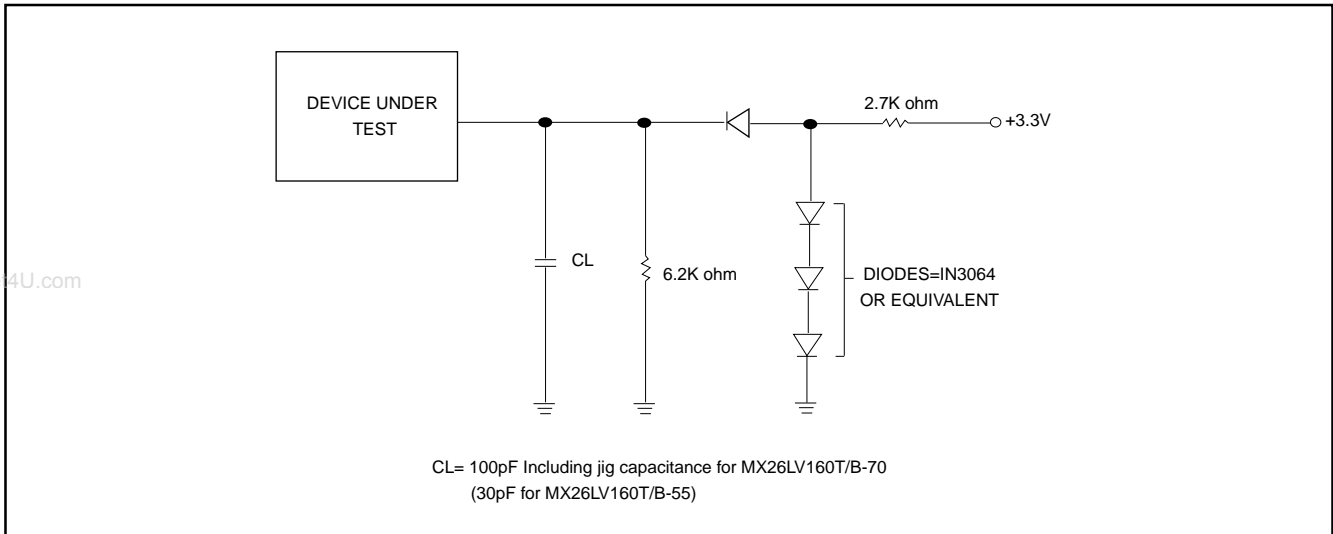 DEVICE UNDER
TEST
2.7K ohm
+3.3V
CL
6.2K ohm
DIODES=IN3064
OR EQUIVALENT
t4U.com
CL= 100pF Including jig capacitance for MX26LV160T/B-70
(30pF for MX26LV160T/B-55)